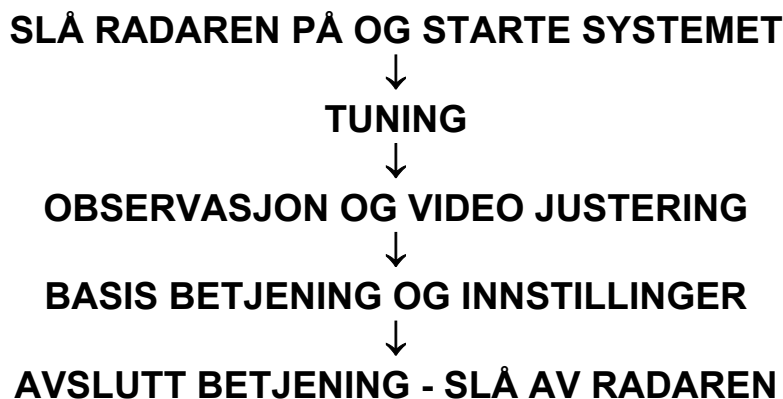 SLÅ RADAREN PÅ OG STARTE SYSTEMET
↓
TUNING
↓
OBSERVASJON OG VIDEO JUSTERING
↓
BASIS BETJENING OG INNSTILLINGER
↓
AVSLUTT BETJENING - SLÅ AV RADAREN